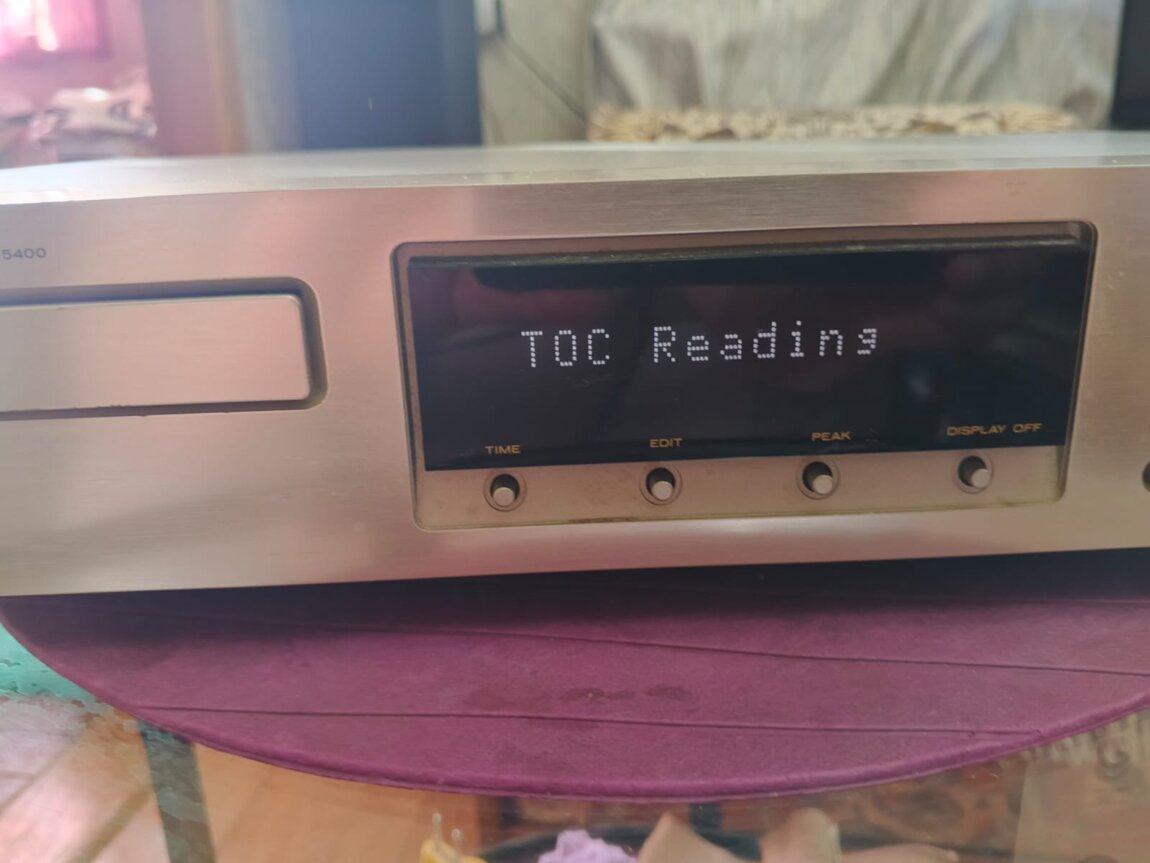 5400
TOC Reading
TIME EDIT PEAK DISPLAY OFF